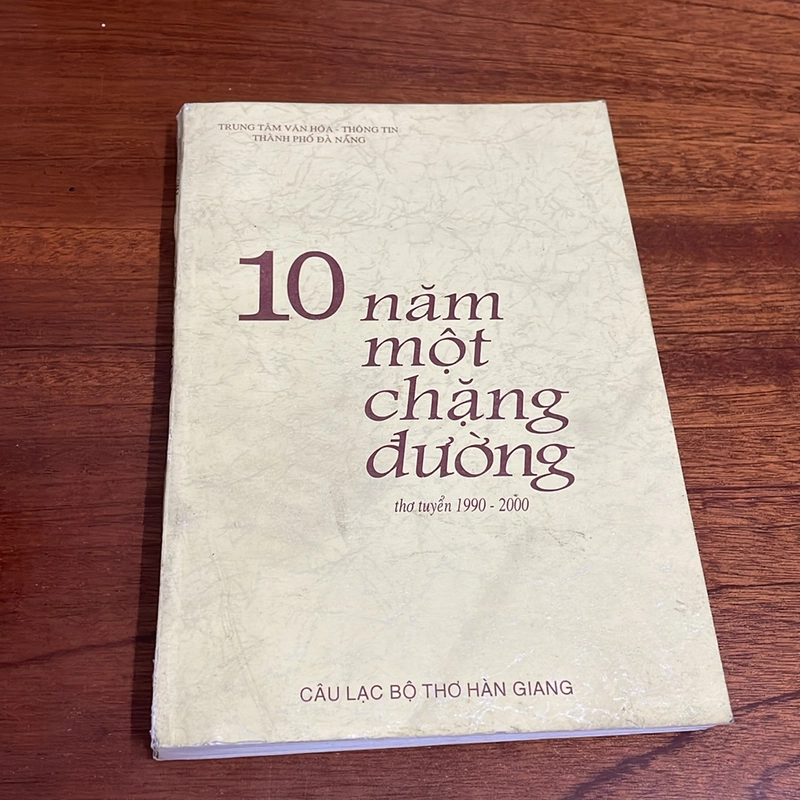 TRUNG TÂM VĂN HÓA - THÔNG TIN
THÀNH PHỐ ĐÀ NẴNG
10 năm
một
chặng
đường
thơ tuyển 1990 - 2000
CÂU LẠC BỘ THƠ HÀN GIANG